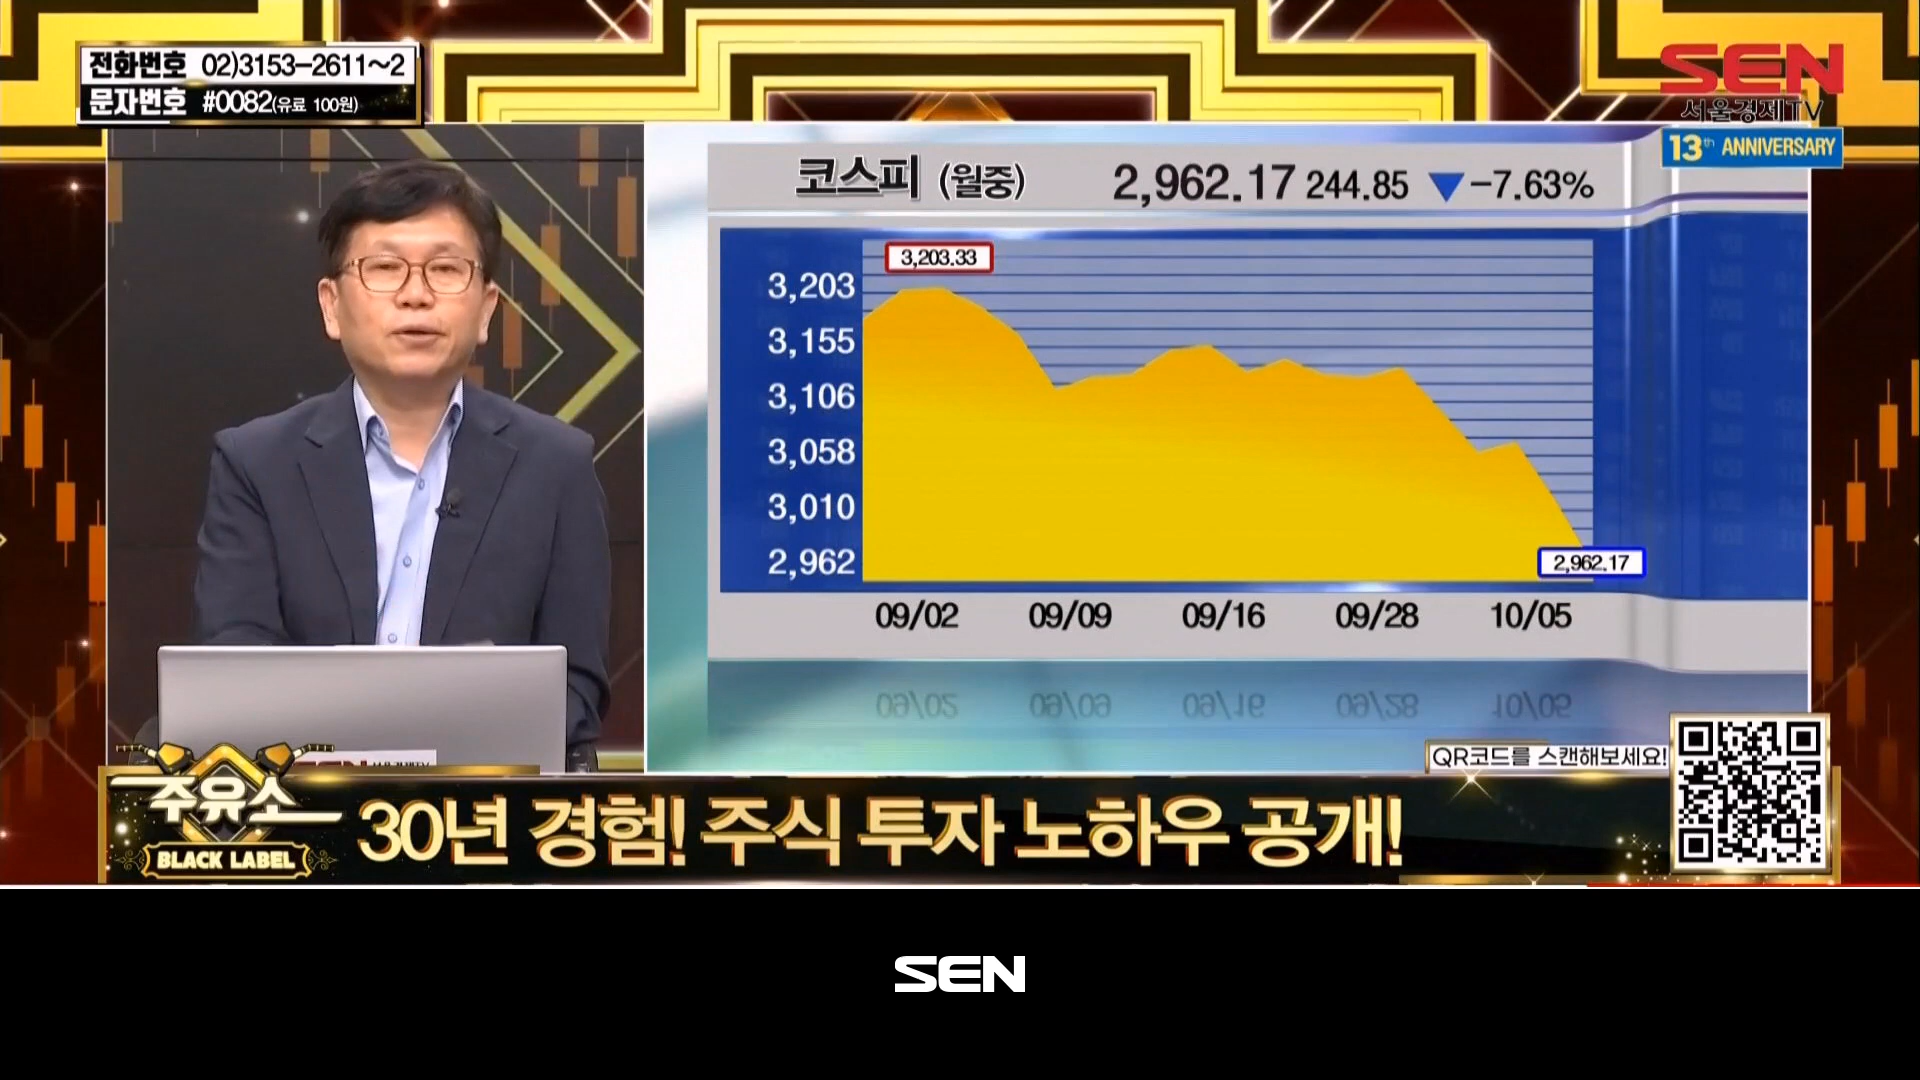 전화번호 02)3153-2611~2
문자번호 #0082(유료 100원)
SEN
서울경제TV
13th ANNIVERSARY
코스피 (월중) 2,962.17 244.85 ▼-7.63%
3,203.33
3,203
3,155
3,106
3,058
3,010
2,962
2,962.17
09/02 09/09 09/16 09/28 10/05
QR코드를 스캔해보세요!
주유소
BLACK LABEL
30년 경험! 주식 투자 노하우 공개!
SEN